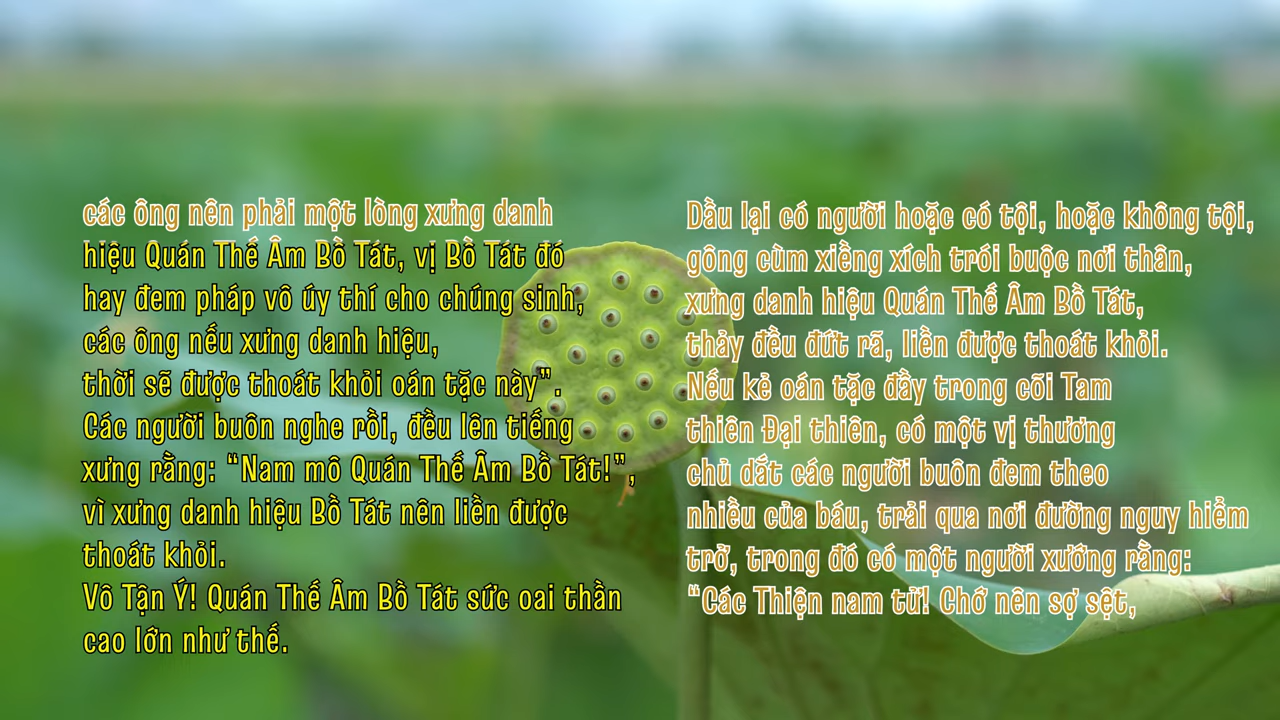 các ông nên phải một lòng xưng danh
hiệu Quán Thế Âm Bồ Tát, vị Bồ Tát đó
hay đem pháp vô úy thí cho chúng sinh,
các ông nếu xưng danh hiệu,
thời sẽ được thoát khỏi oán tặc này”.
Các người buôn nghe rồi, đều lên tiếng
xưng rằng: “Nam mô Quán Thế Âm Bồ Tát!”,
vì xưng danh hiệu Bồ Tát nên liền được
thoát khỏi.
Vô Tận Ý! Quán Thế Âm Bồ Tát sức oai thần
cao lớn như thế.
Dầu lại có người hoặc có tội, hoặc không tội,
gông cùm xiềng xích trói buộc nơi thân,
xưng danh hiệu Quán Thế Âm Bồ Tát,
thảy đều đứt rã, liền được thoát khỏi.
Nếu kẻ oán tặc đầy trong cõi Tam
thiên Đại thiên, có một vị thương
chủ dắt các người buôn đem theo
nhiều của báu, trải qua nơi đường nguy hiểm
trở, trong đó có một người xướng rằng:
“Các Thiện nam tử! Chớ nên sợ sệt,